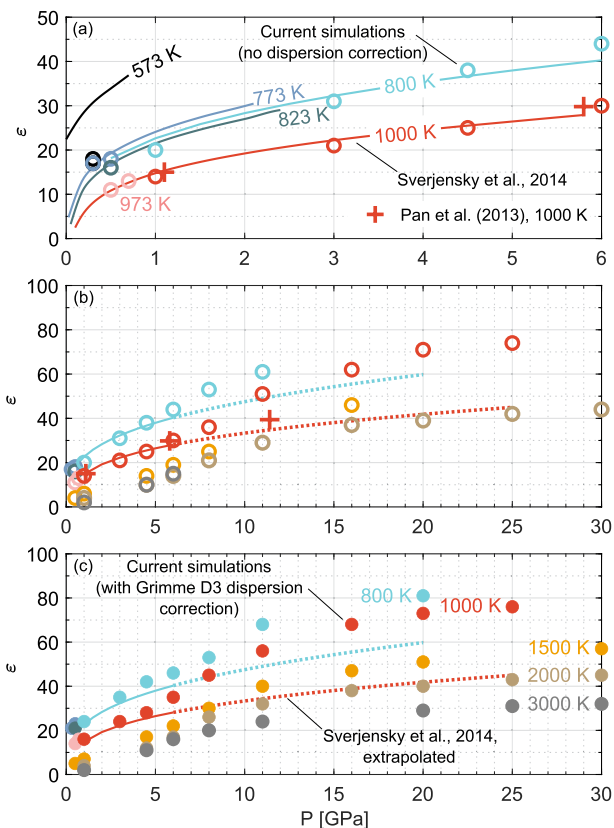 (a)
50
40
30
20
10
0
ε
573 K
773 K
823 K
800 K
1000 K
973 K
Current simulations
(no dispersion correction)
Sverjensky et al., 2014
Pan et al. (2013), 1000 K
0 1 2 3 4 5 6
(b)
100
80
60
40
20
0
ε
0 5 10 15 20 25 30
(c)
100
80
60
40
20
0
ε
Current simulations
(with Grimme D3 dispersion
correction)
800 K
1000 K
1500 K
2000 K
3000 K
Sverjensky et al., 2014,
extrapolated
0 5 10 15 20 25 30
P [GPa]